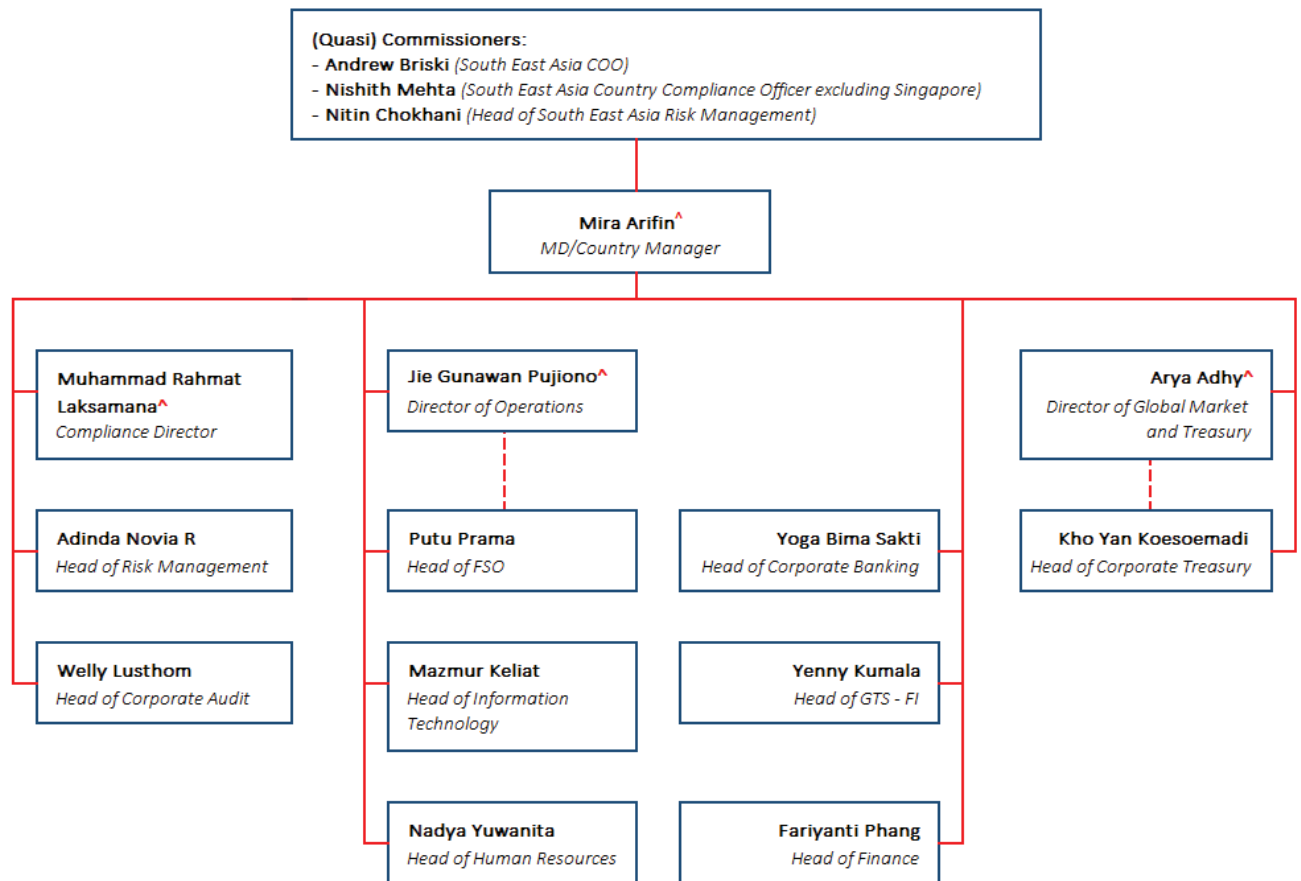 (Quasi) Commissioners:
- Andrew Briski (South East Asia COO)
- Nishith Mehta (South East Asia Country Compliance Officer excluding Singapore)
- Nitin Chokhani (Head of South East Asia Risk Management)
Mira Arifin^
MD/Country Manager
Muhammad Rahmat
Laksamana^
Compliance Director
Jie Gunawan Pujiono^
Director of Operations
Arya Adhy^
Director of Global Market
and Treasury
Adinda Novia R
Head of Risk Management
Putu Prama
Head of FSO
Yoga Bima Sakti
Head of Corporate Banking
Kho Yan Koesoemadi
Head of Corporate Treasury
Welly Lusthom
Head of Corporate Audit
Mazmur Keliat
Head of Information
Technology
Yenny Kumala
Head of GTS - FI
Nadya Yuwanita
Head of Human Resources
Fariyanti Phang
Head of Finance